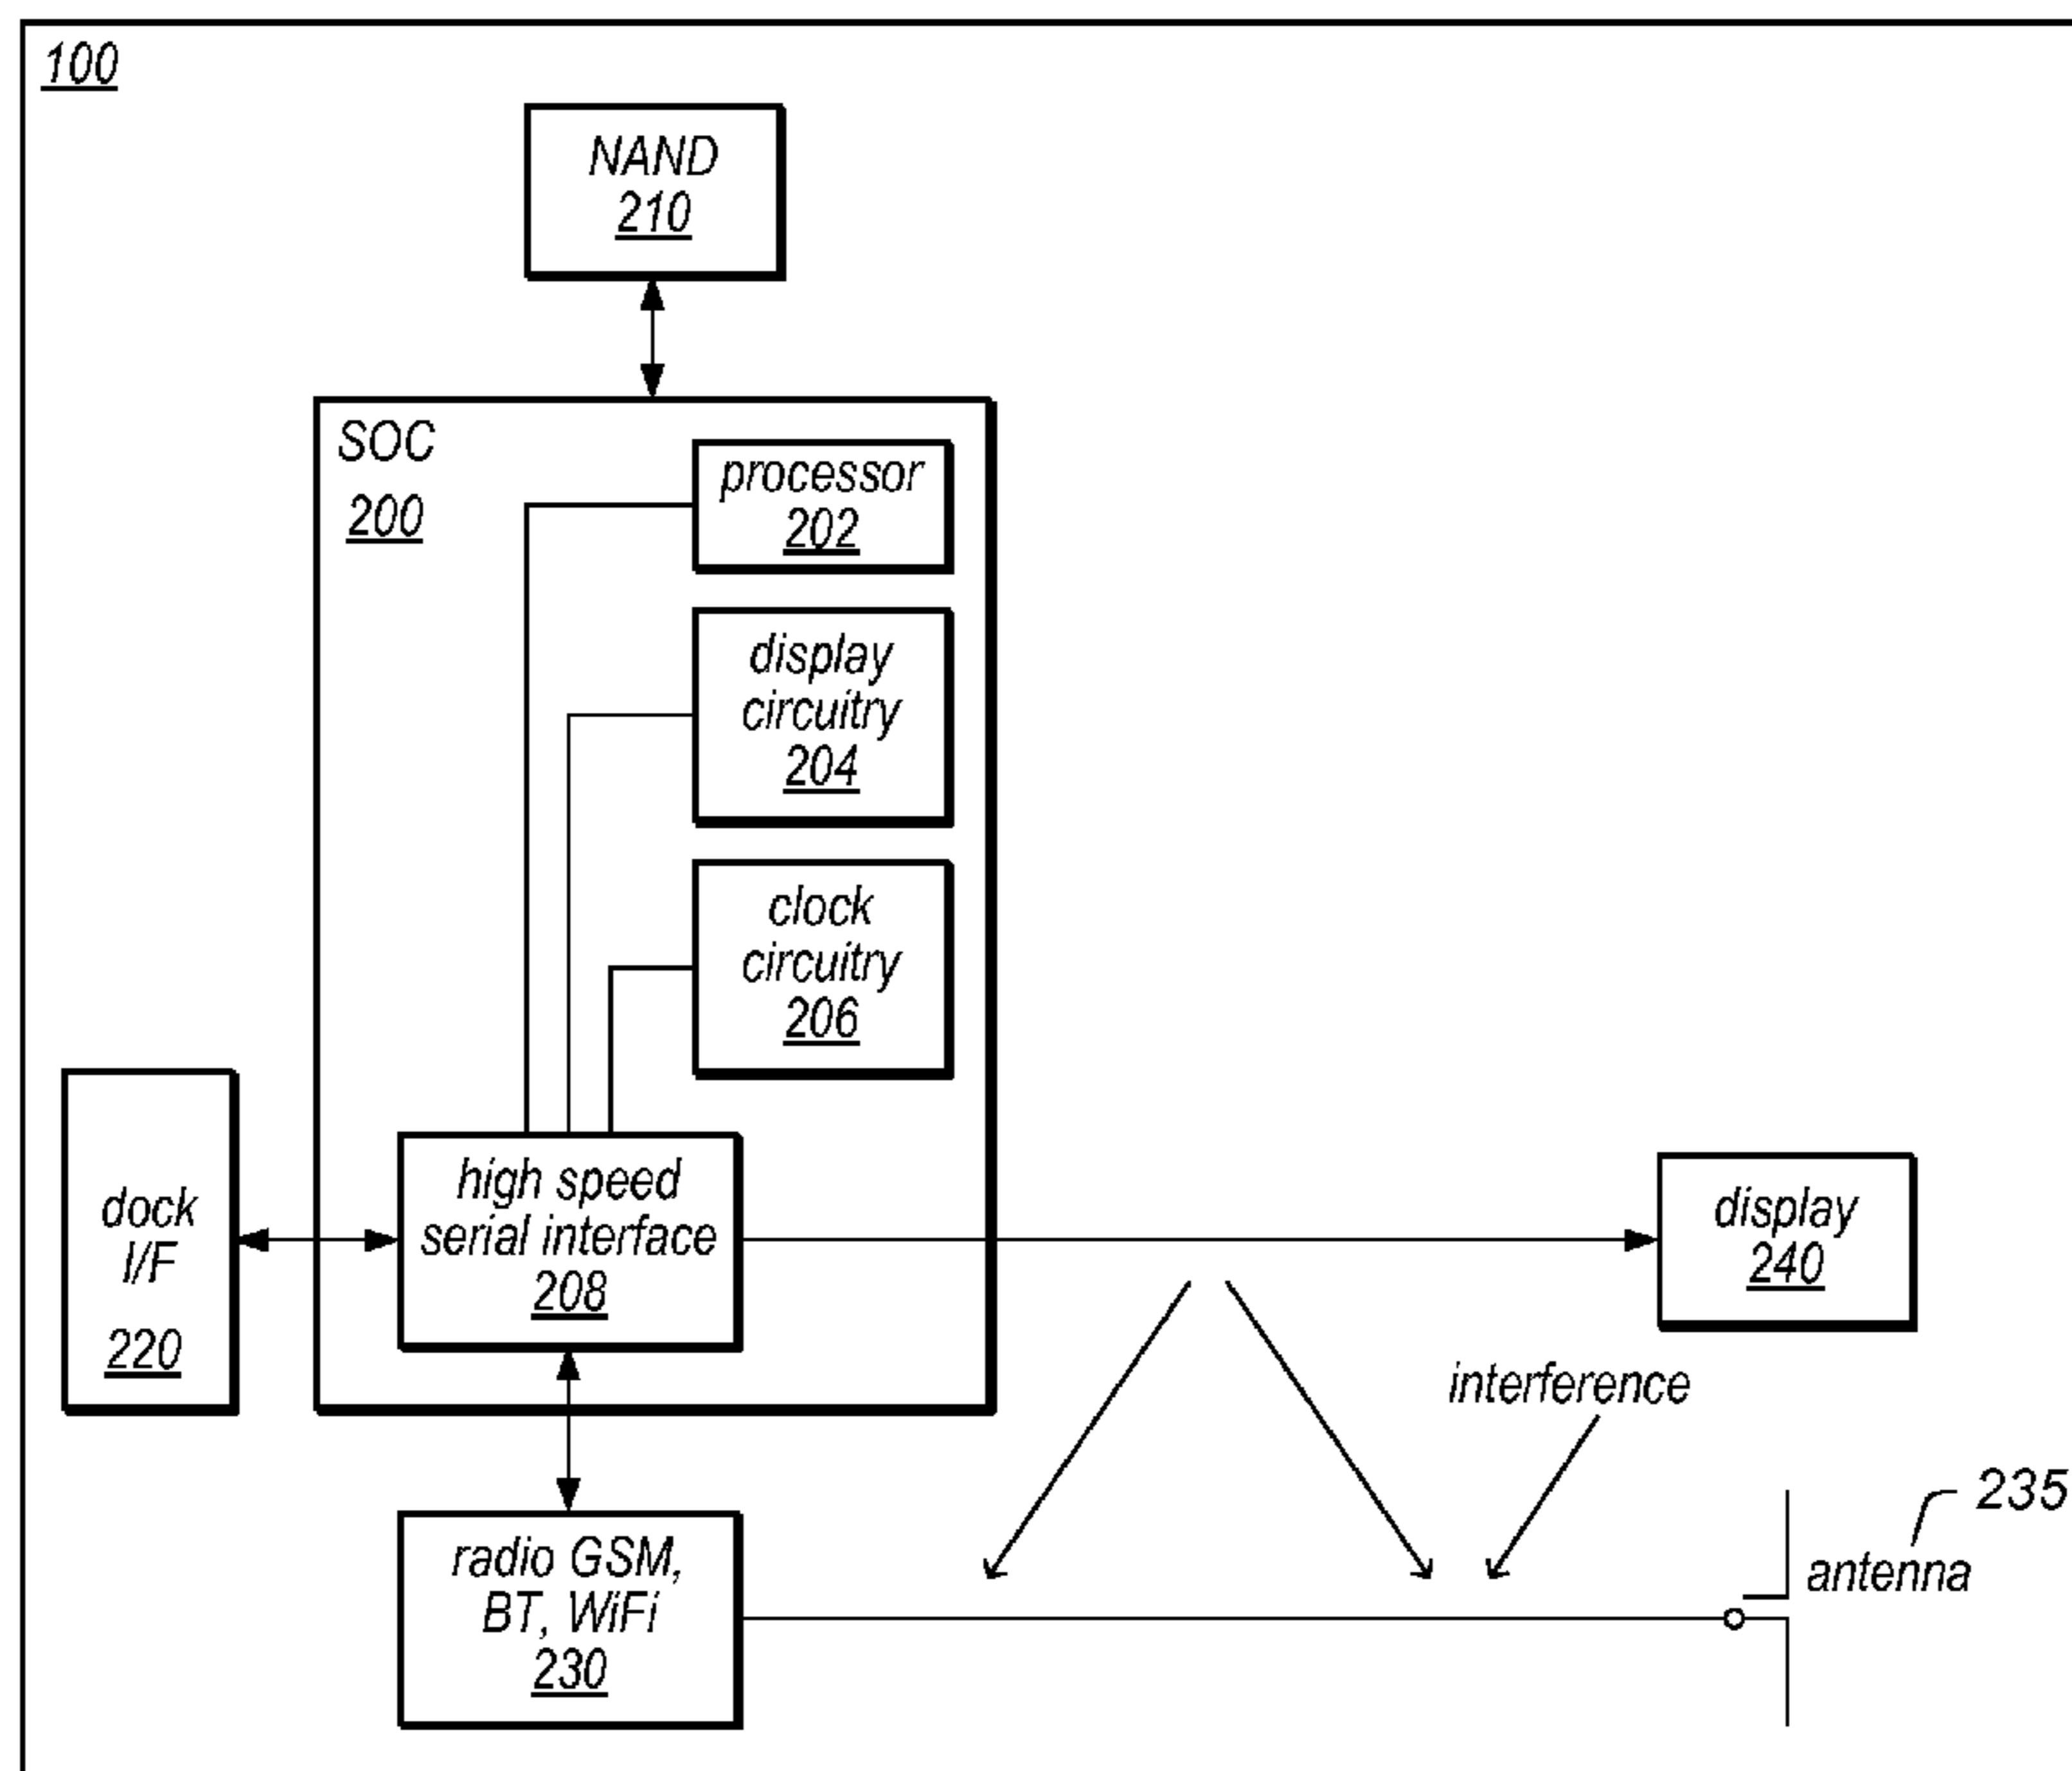 100
NAND
210
SOC
200
processor
202
display
circuitry
204
clock
circuitry
206
dock
I/F
220
high speed
serial interface
208
display
240
interference
235
antenna
radio GSM,
BT, WiFi
230